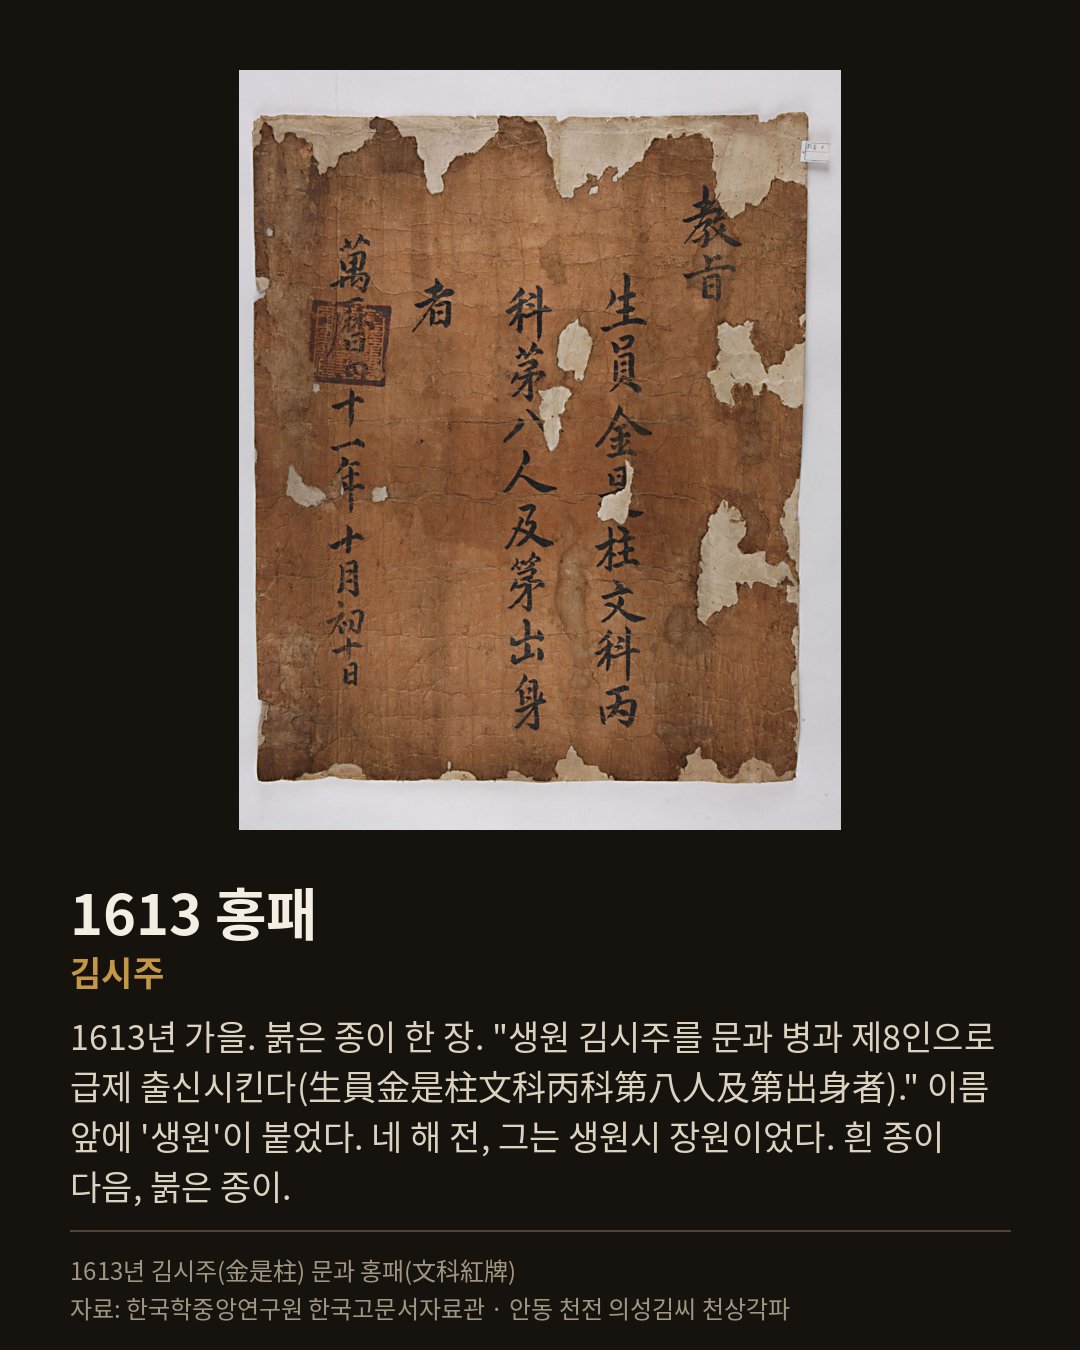 教旨
生員金是柱文科丙
科第八人及第出身
者
萬曆四十一年十月初十日
1613 홍패
김시주
1613년 가을. 붉은 종이 한 장. "생원 김시주를 문과 병과 제8인으로
급제 출신시킨다(生員金是柱文科丙科第八人及第出身者)." 이름
앞에 '생원'이 붙었다. 네 해 전, 그는 생원시 장원이었다. 흰 종이
다음, 붉은 종이.
1613년 김시주(金是柱) 문과 홍패(文科紅牌)
자료: 한국학중앙연구원 한국고문서자료관 · 안동 천전 의성김씨 천상각파